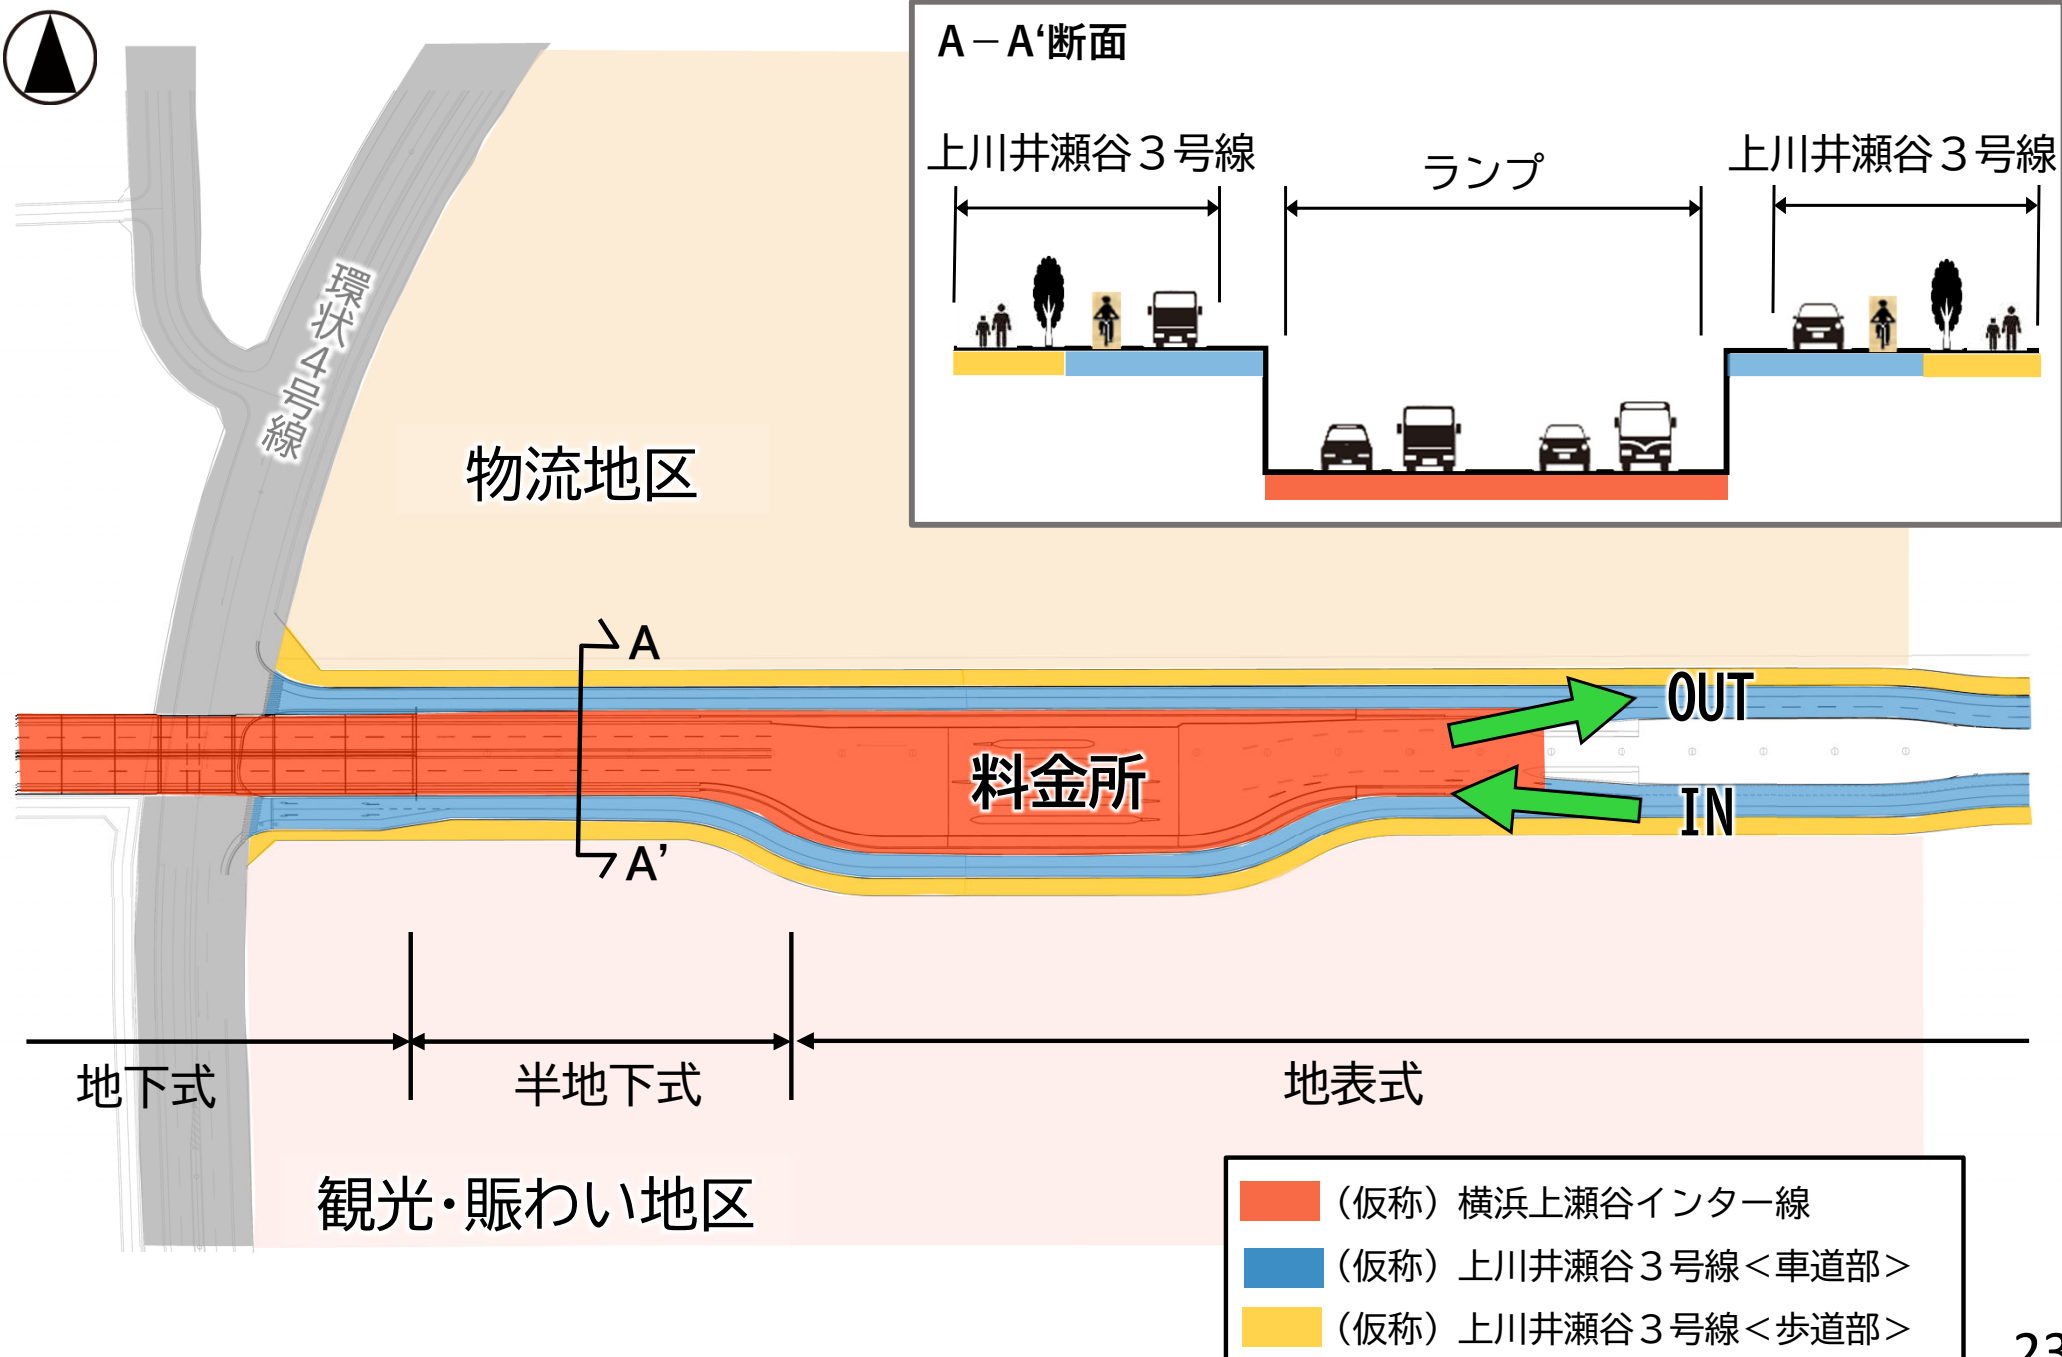 A－A‘断面
上川井瀬谷３号線
ランプ
上川井瀬谷３号線
環状４号線
物流地区
A
OUT
料金所
IN
A’
地下式
半地下式
地表式
観光・賑わい地区
（仮称）横浜上瀬谷インター線
（仮称）上川井瀬谷３号線＜車道部＞
（仮称）上川井瀬谷３号線＜歩道部＞
23